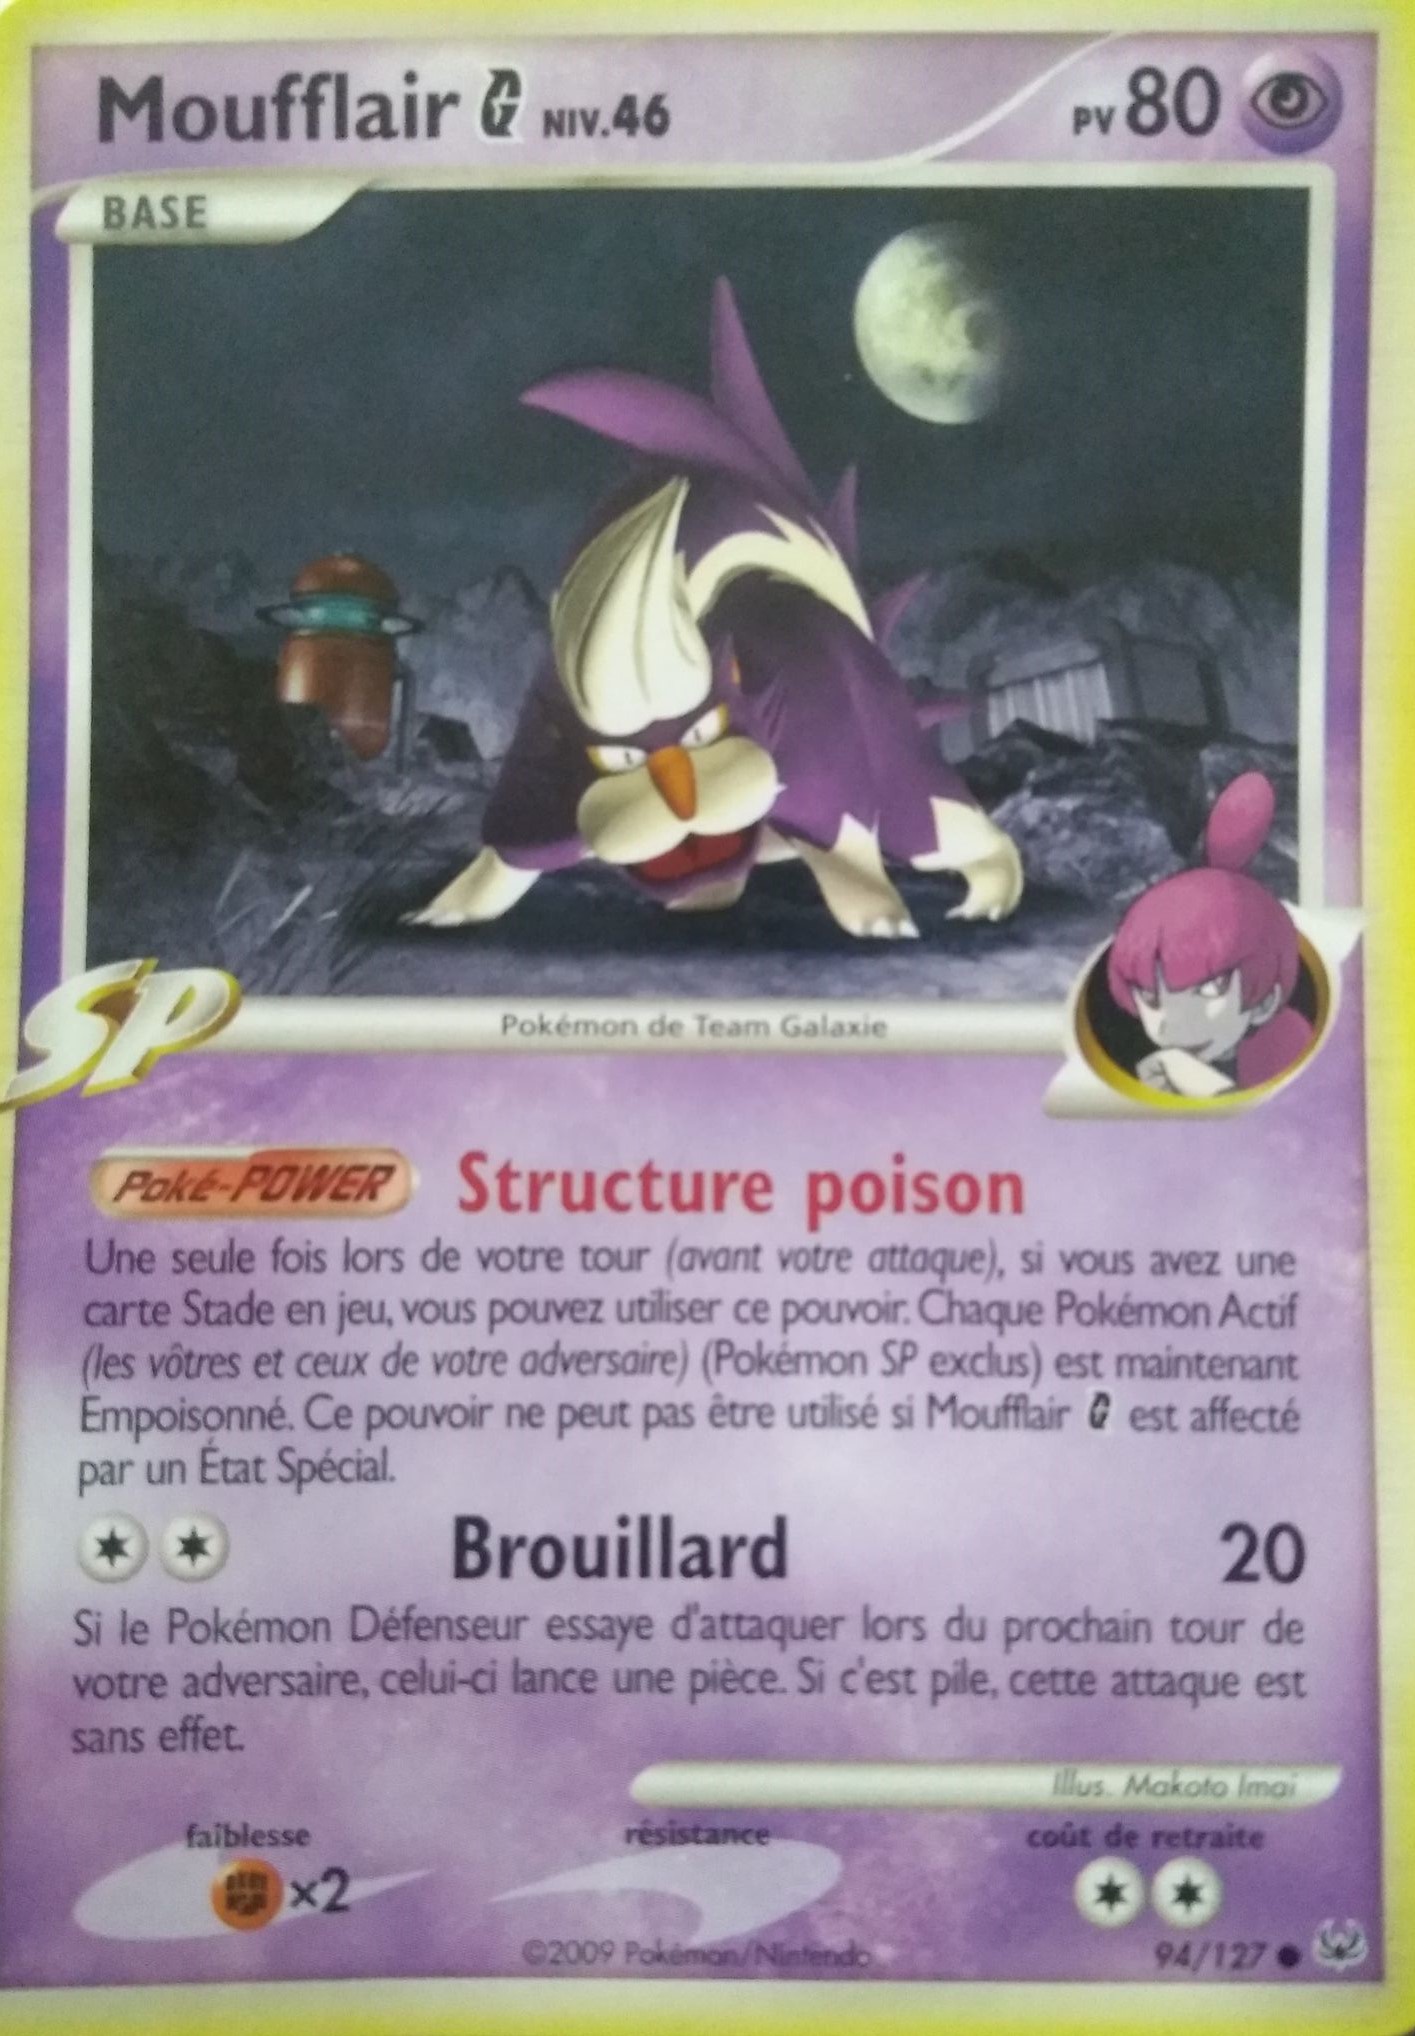 Moufflair G NIV.46 PV 80
BASE
SP
Pokémon de Team Galaxie
Poké-POWER Structure poison
Une seule fois lors de votre tour (avant votre attaque), si vous avez une
carte Stade en jeu, vous pouvez utiliser ce pouvoir. Chaque Pokémon Actif
(les vôtres et ceux de votre adversaire) (Pokémon SP exclus) est maintenant
Empoisonné. Ce pouvoir ne peut pas être utilisé si Moufflair G est affecté
par un État Spécial.
Brouillard 20
Si le Pokémon Défenseur essaye d'attaquer lors du prochain tour de
votre adversaire, celui-ci lance une pièce. Si c'est pile, cette attaque est
sans effet.
Illus. Makoto Imai
faiblesse résistance coût de retraite
x2
©2009 Pokémon/Nintendo 94/127